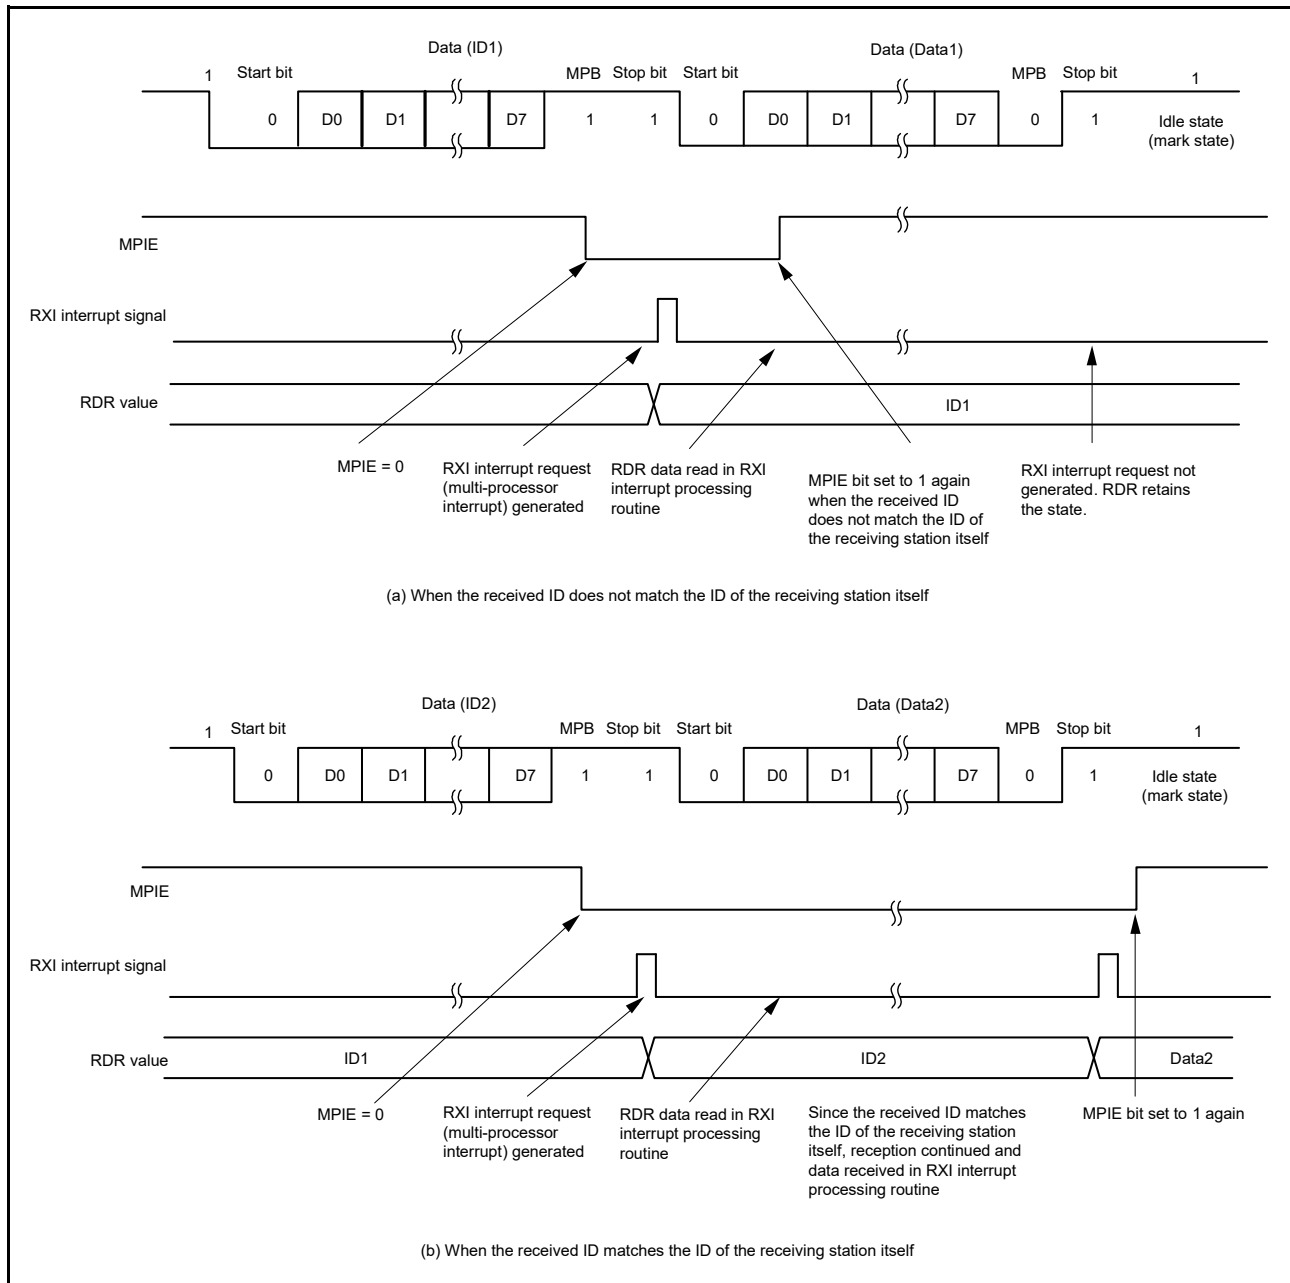 Data (ID1) Data (Data1)
1 Start bit MPB Stop bit Start bit MPB Stop bit 1
0 D0 D1 D7 1 1 0 D0 D1 D7 0 1 Idle state
(mark state)
MPIE
RXI interrupt signal
RDR value ID1
MPIE = 0
RXI interrupt request
(multi-processor
interrupt) generated
RDR data read in RXI
interrupt processing
routine
MPIE bit set to 1 again
when the received ID
does not match the ID of
the receiving station itself
RXI interrupt request not
generated. RDR retains
the state.
(a) When the received ID does not match the ID of the receiving station itself
Data (ID2) Data (Data2)
1 Start bit MPB Stop bit Start bit MPB Stop bit 1
0 D0 D1 D7 1 1 0 D0 D1 D7 0 1 Idle state
(mark state)
MPIE
RXI interrupt signal
RDR value ID1 ID2 Data2
MPIE = 0
RXI interrupt request
(multi-processor
interrupt) generated
RDR data read in RXI
interrupt processing
routine
Since the received ID matches
the ID of the receiving station
itself, reception continued and
data received in RXI interrupt
processing routine
MPIE bit set to 1 again
(b) When the received ID matches the ID of the receiving station itself